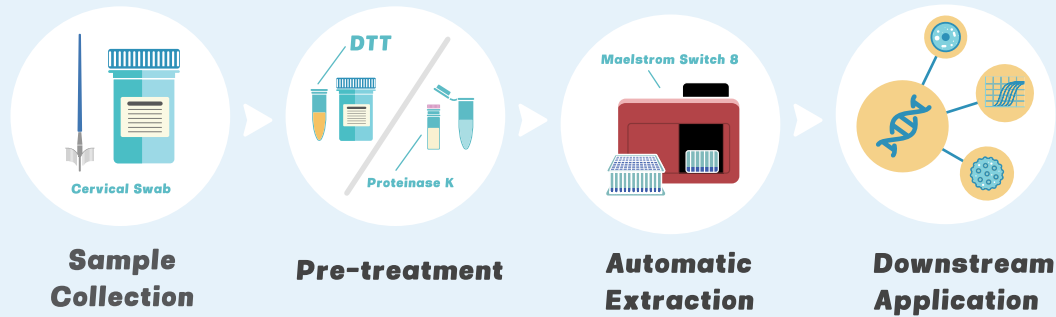 DTT
Maelstrom Switch 8
Cervical Swab
Proteinase K
Sample
Collection
Pre-treatment
Automatic
Extraction
Downstream
Application